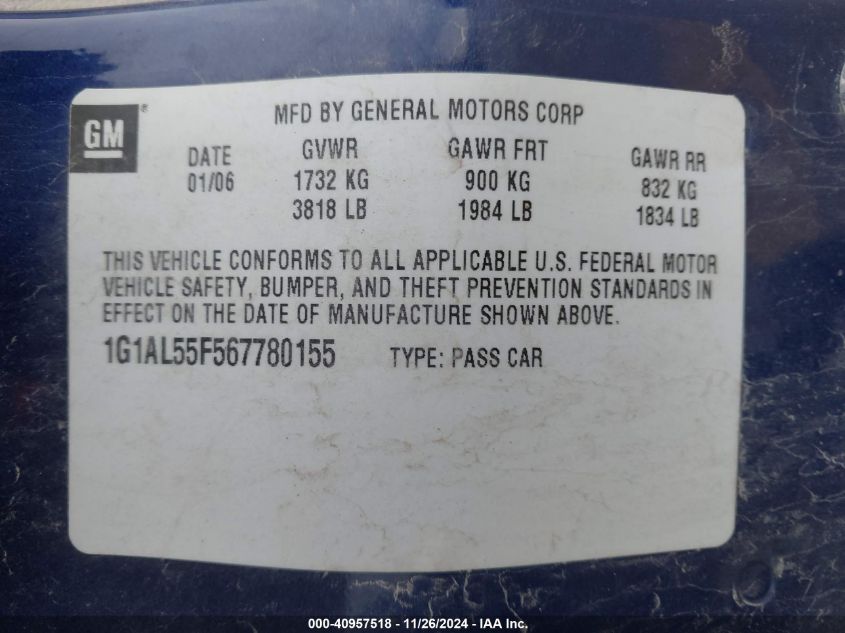 MFD BY GENERAL MOTORS CORP
GM®
DATE GVWR GAWR FRT GAWR RR
01/06 1732 KG 900 KG 832 KG
3818 LB 1984 LB 1834 LB
THIS VEHICLE CONFORMS TO ALL APPLICABLE U.S. FEDERAL MOTOR
VEHICLE SAFETY, BUMPER, AND THEFT PREVENTION STANDARDS IN
EFFECT ON THE DATE OF MANUFACTURE SHOWN ABOVE.
1G1AL55F567780155 TYPE: PASS CAR
000-40957518 - 11/26/2024 - IAA Inc.